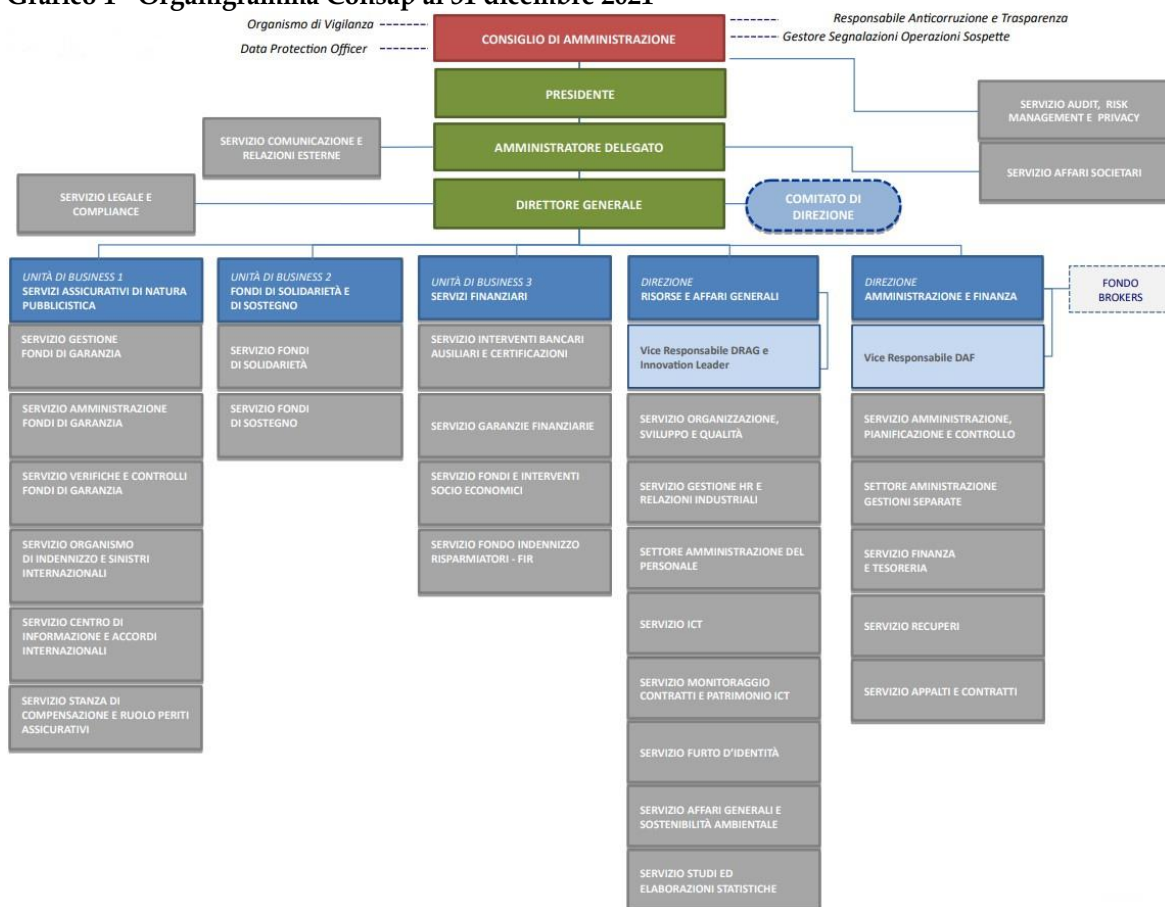 Grafico 1 - Organigramma Consap al 31 dicembre 2021
Organismo di Vigilanza
Data Protection Officer
CONSIGLIO DI AMMINISTRAZIONE
Responsabile Anticorruzione e Trasparenza
Gestore Segnalazioni Operazioni Sospette
PRESIDENTE
SERVIZIO AUDIT, RISK
MANAGEMENT E PRIVACY
SERVIZIO COMUNICAZIONE E
RELAZIONI ESTERNE
AMMINISTRATORE DELEGATO
SERVIZIO AFFARI SOCIETARI
SERVIZIO LEGALE E
COMPLIANCE
DIRETTORE GENERALE
COMITATO DI
DIREZIONE
UNITÀ DI BUSINESS 1
SERVIZI ASSICURATIVI DI NATURA
PUBBLICISTICA
SERVIZIO GESTIONE
FONDI DI GARANZIA
SERVIZIO AMMINISTRAZIONE
FONDI DI GARANZIA
SERVIZIO VERIFICHE E CONTROLLI
FONDI DI GARANZIA
SERVIZIO ORGANISMO
DI INDENNIZZO E SINISTRI
INTERNAZIONALI
SERVIZIO CENTRO DI
INFORMAZIONE E ACCORDI
INTERNAZIONALI
SERVIZIO STANZA DI
COMPENSAZIONE E RUOLO PERITI
ASSICURATIVI
UNITÀ DI BUSINESS 2
FONDI DI SOLIDARIETÀ E
DI SOSTEGNO
SERVIZIO FONDI
DI SOLIDARIETÀ
SERVIZIO FONDI
DI SOSTEGNO
UNITÀ DI BUSINESS 3
SERVIZI FINANZIARI
SERVIZIO INTERVENTI BANCARI
AUSILIARI E CERTIFICAZIONI
SERVIZIO GARANZIE FINANZIARIE
SERVIZIO FONDI E INTERVENTI
SOCIO ECONOMICI
SERVIZIO FONDO INDENNIZZO
RISPARMIATORI - FIR
DIREZIONE
RISORSE E AFFARI GENERALI
Vice Responsabile DRAG e
Innovation Leader
SERVIZIO ORGANIZZAZIONE,
SVILUPPO E QUALITÀ
SERVIZIO GESTIONE HR E
RELAZIONI INDUSTRIALI
SETTORE AMMINISTRAZIONE DEL
PERSONALE
SERVIZIO ICT
SERVIZIO MONITORAGGIO
CONTRATTI E PATRIMONIO ICT
SERVIZIO FURTO D'IDENTITÀ
SERVIZIO AFFARI GENERALI E
SOSTENIBILITÀ AMBIENTALE
SERVIZIO STUDI ED
ELABORAZIONI STATISTICHE
DIREZIONE
AMMINISTRAZIONE E FINANZA
Vice Responsabile DAF
SERVIZIO AMMINISTRAZIONE,
PIANIFICAZIONE E CONTROLLO
SETTORE AMINISTRAZIONE
GESTIONI SEPARATE
SERVIZIO FINANZA
E TESORERIA
SERVIZIO RECUPERI
SERVIZIO APPALTI E CONTRATTI
FONDO
BROKERS